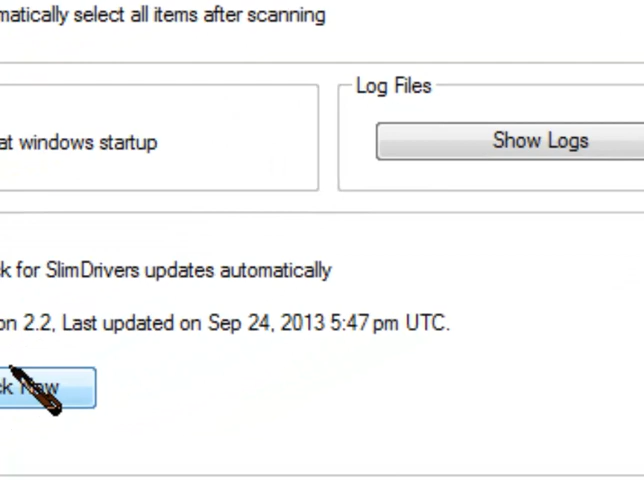 matically select all items after scanning
Log Files
at windows startup
Show Logs
k for SlimDrivers updates automatically
on 2.2, Last updated on Sep 24, 2013 5:47 pm UTC.
ck Now